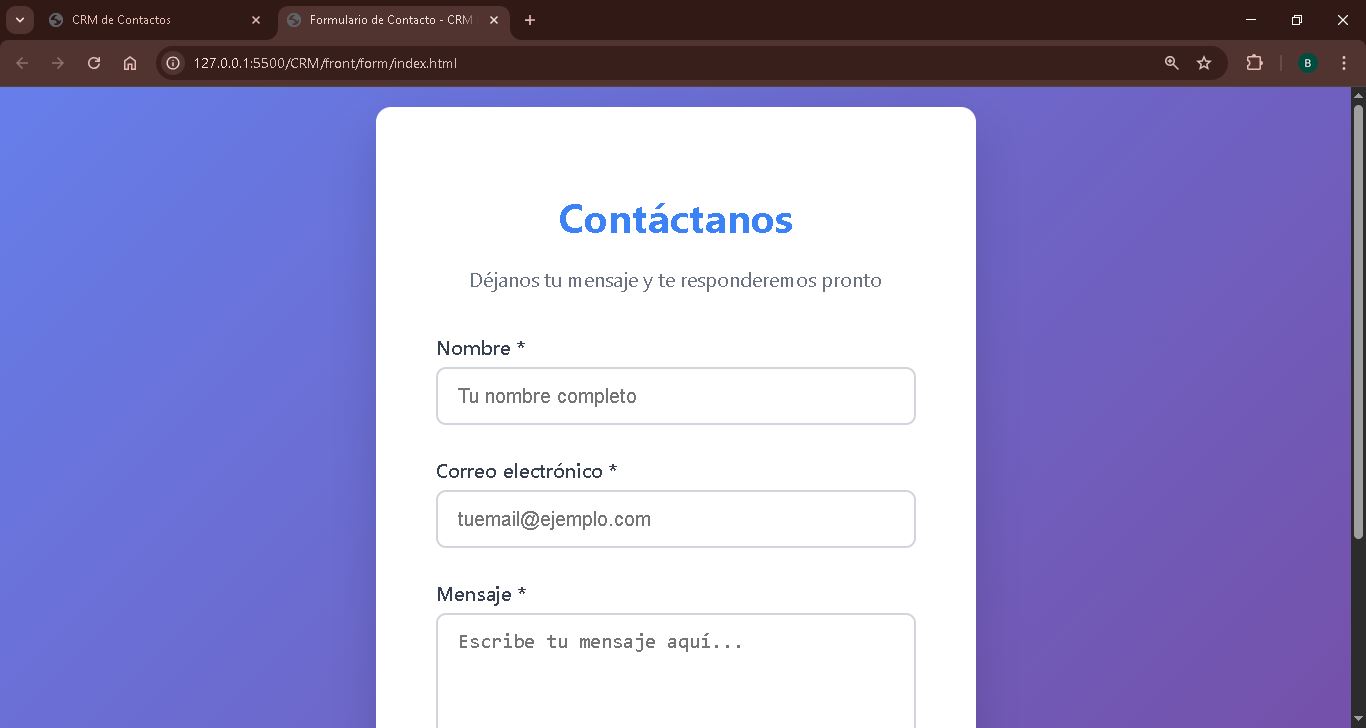 CRM de Contactos
Formulario de Contacto - CRM
127.0.0.1:5500/CRM/front/form/index.html
B
Contáctanos
Déjanos tu mensaje y te responderemos pronto
Nombre *
Tu nombre completo
Correo electrónico *
tuemail@ejemplo.com
Mensaje *
Escribe tu mensaje aquí...